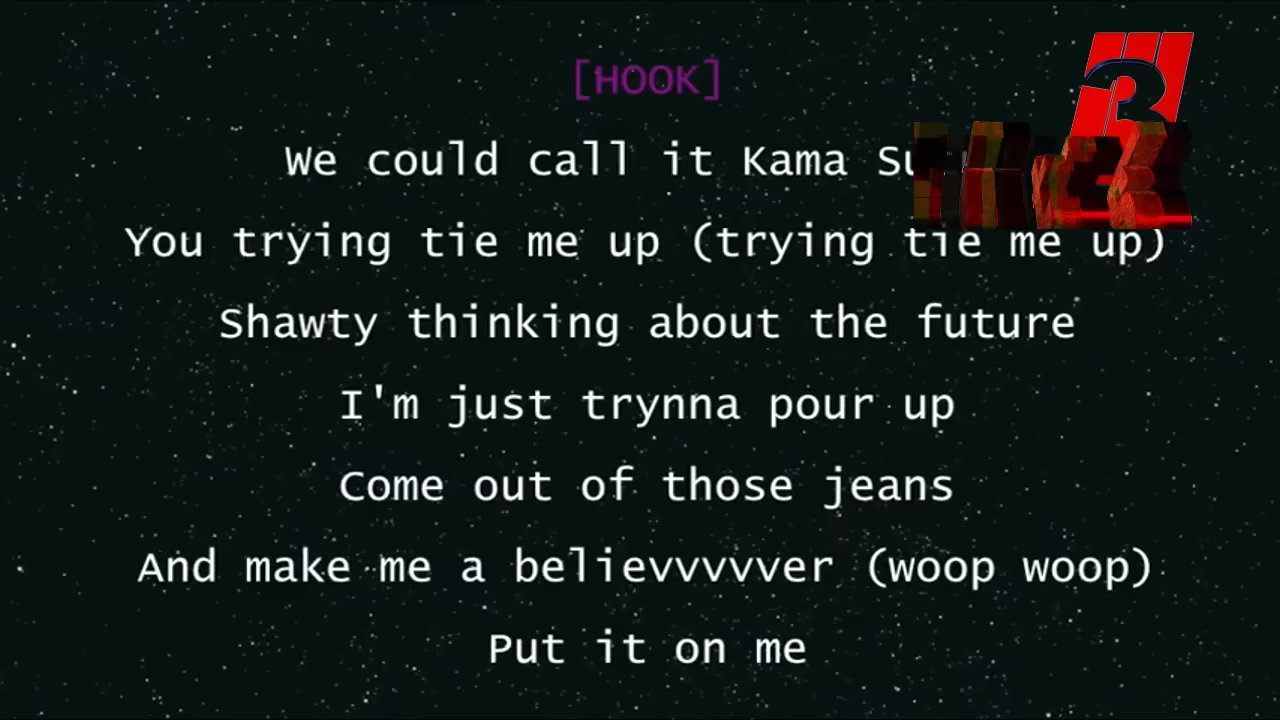 [HOOK]
We could call it Kama
You trying tie me up (trying tie me up)
Shawty thinking about the future
I'm just trynna pour up
Come out of those jeans
And make me a believvvvvver (woop woop)
Put it on me
3